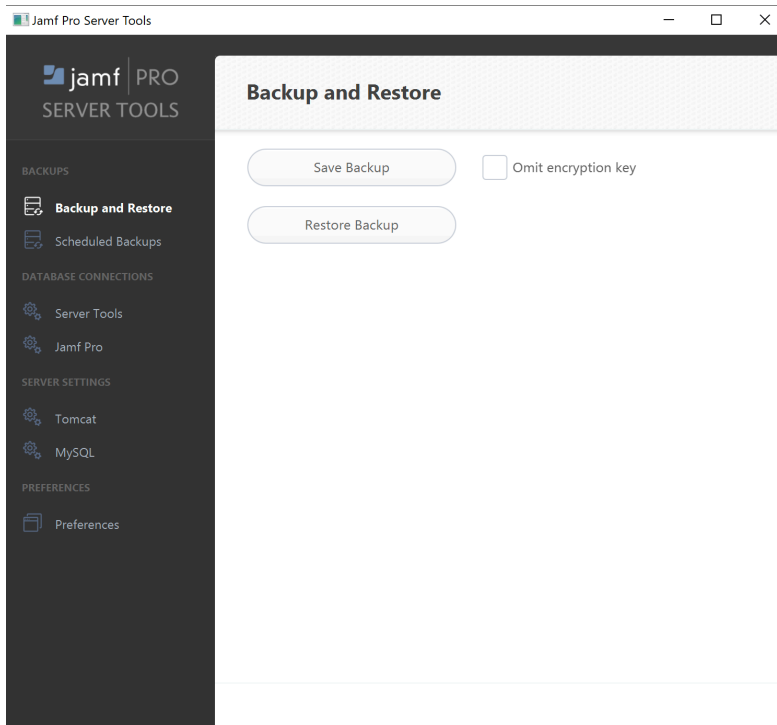 Jamf Pro Server Tools
jamf PRO
SERVER TOOLS
BACKUPS
Backup and Restore
Scheduled Backups
DATABASE CONNECTIONS
Server Tools
Jamf Pro
SERVER SETTINGS
Tomcat
MySQL
PREFERENCES
Preferences
Backup and Restore
Save Backup
Omit encryption key
Restore Backup